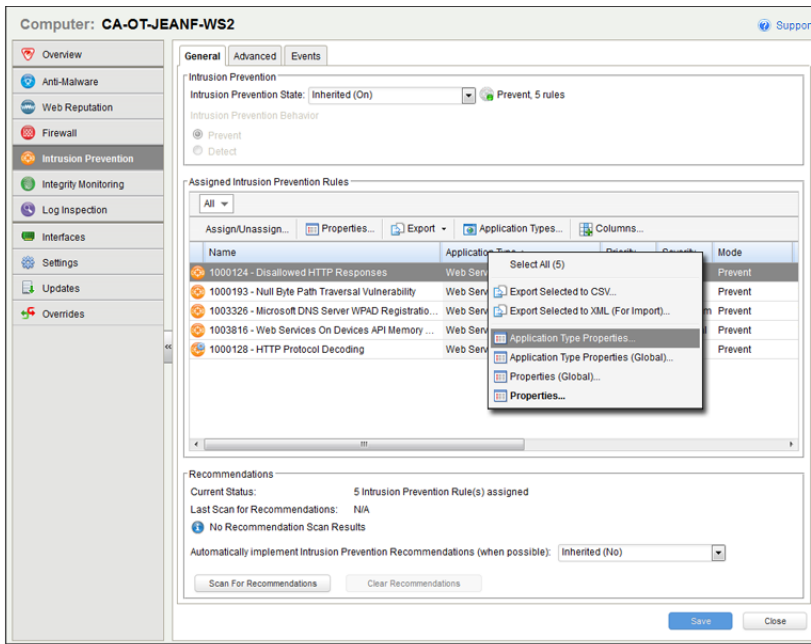 Computer: CA-OT-JEANF-WS2
Suppor
Overview
Anti-Malware
Web Reputation
Firewall
Intrusion Prevention
Integrity Monitoring
Log Inspection
Interfaces
Settings
Updates
Overrides
General Advanced Events
Intrusion Prevention
Intrusion Prevention State: Inherited (On) Prevent, 5 rules
Intrusion Prevention Behavior
Prevent
Detect
Assigned Intrusion Prevention Rules
All
Assign/Unassign... Properties... Export Application Types... Columns...
Name Application Mode
1000124 - Disallowed HTTP Responses Web Serv Prevent
1000193 - Null Byte Path Traversal Vulnerability Web Serv Prevent
1003326 - Microsoft DNS Server WPAD Registratio... Web Serv m Prevent
1003816 - Web Services On Devices API Memory ... Web Serv l Prevent
1000128 - HTTP Protocol Decoding Web Serv Prevent
Select All (5)
Export Selected to CSV...
Export Selected to XML (For Import)...
Application Type Properties...
Application Type Properties (Global)...
Properties (Global)...
Properties...
Recommendations
Current Status: 5 Intrusion Prevention Rule(s) assigned
Last Scan for Recommendations: N/A
No Recommendation Scan Results
Automatically implement Intrusion Prevention Recommendations (when possible): Inherited (No)
Scan For Recommendations Clear Recommendations
Save Close